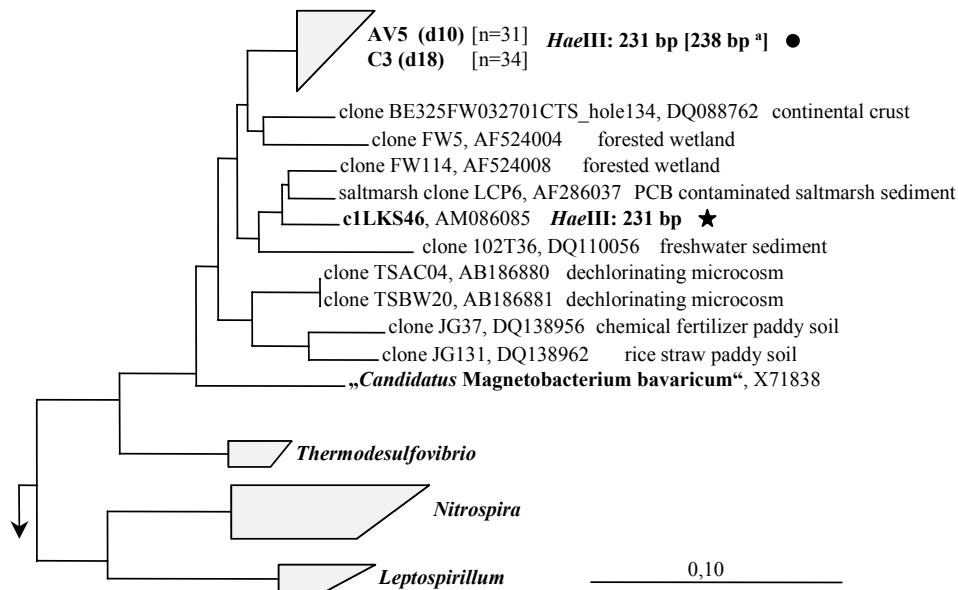 AV5 (d10) [n=31] HaeIII: 231 bp [238 bp ᵃ] ●
C3 (d18) [n=34]
clone BE325FW032701CTS_hole134, DQ088762 continental crust
clone FW5, AF524004 forested wetland
clone FW114, AF524008 forested wetland
saltmarsh clone LCP6, AF286037 PCB contaminated saltmarsh sediment
c1LKS46, AM086085 HaeIII: 231 bp ★
clone 102T36, DQ110056 freshwater sediment
clone TSAC04, AB186880 dechlorinating microcosm
clone TSBW20, AB186881 dechlorinating microcosm
clone JG37, DQ138956 chemical fertilizer paddy soil
clone JG131, DQ138962 rice straw paddy soil
„Candidatus Magnetobacterium bavaricum“, X71838
Thermodesulfovibrio
Nitrospira
Leptospirillum
0,10